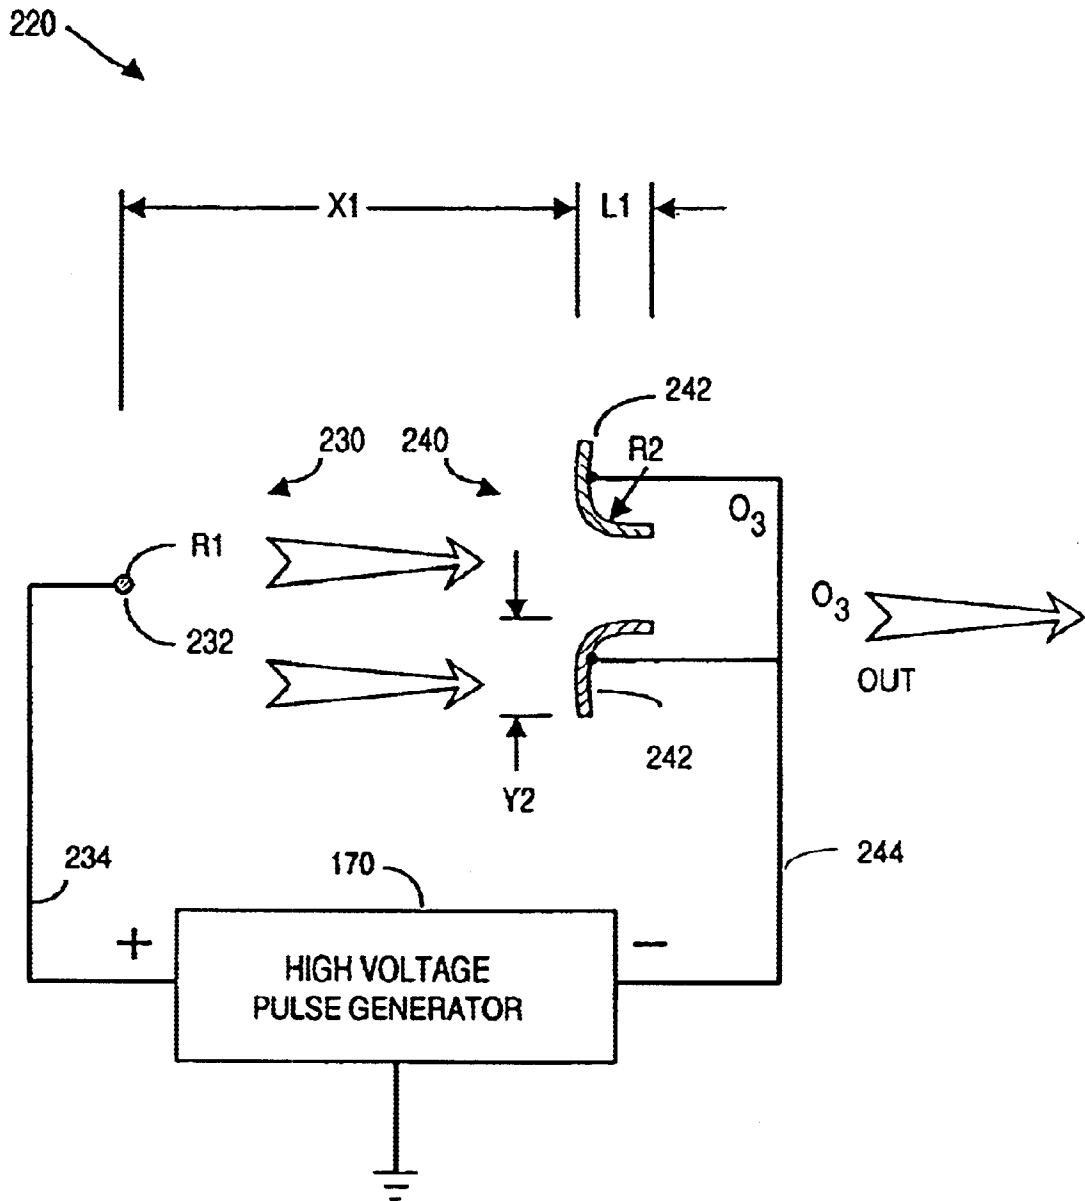 220
X1
L1
242
230
240
R2
O3
R1
O3
232
OUT
242
Y2
234
170
244
+
−
HIGH VOLTAGE
PULSE GENERATOR